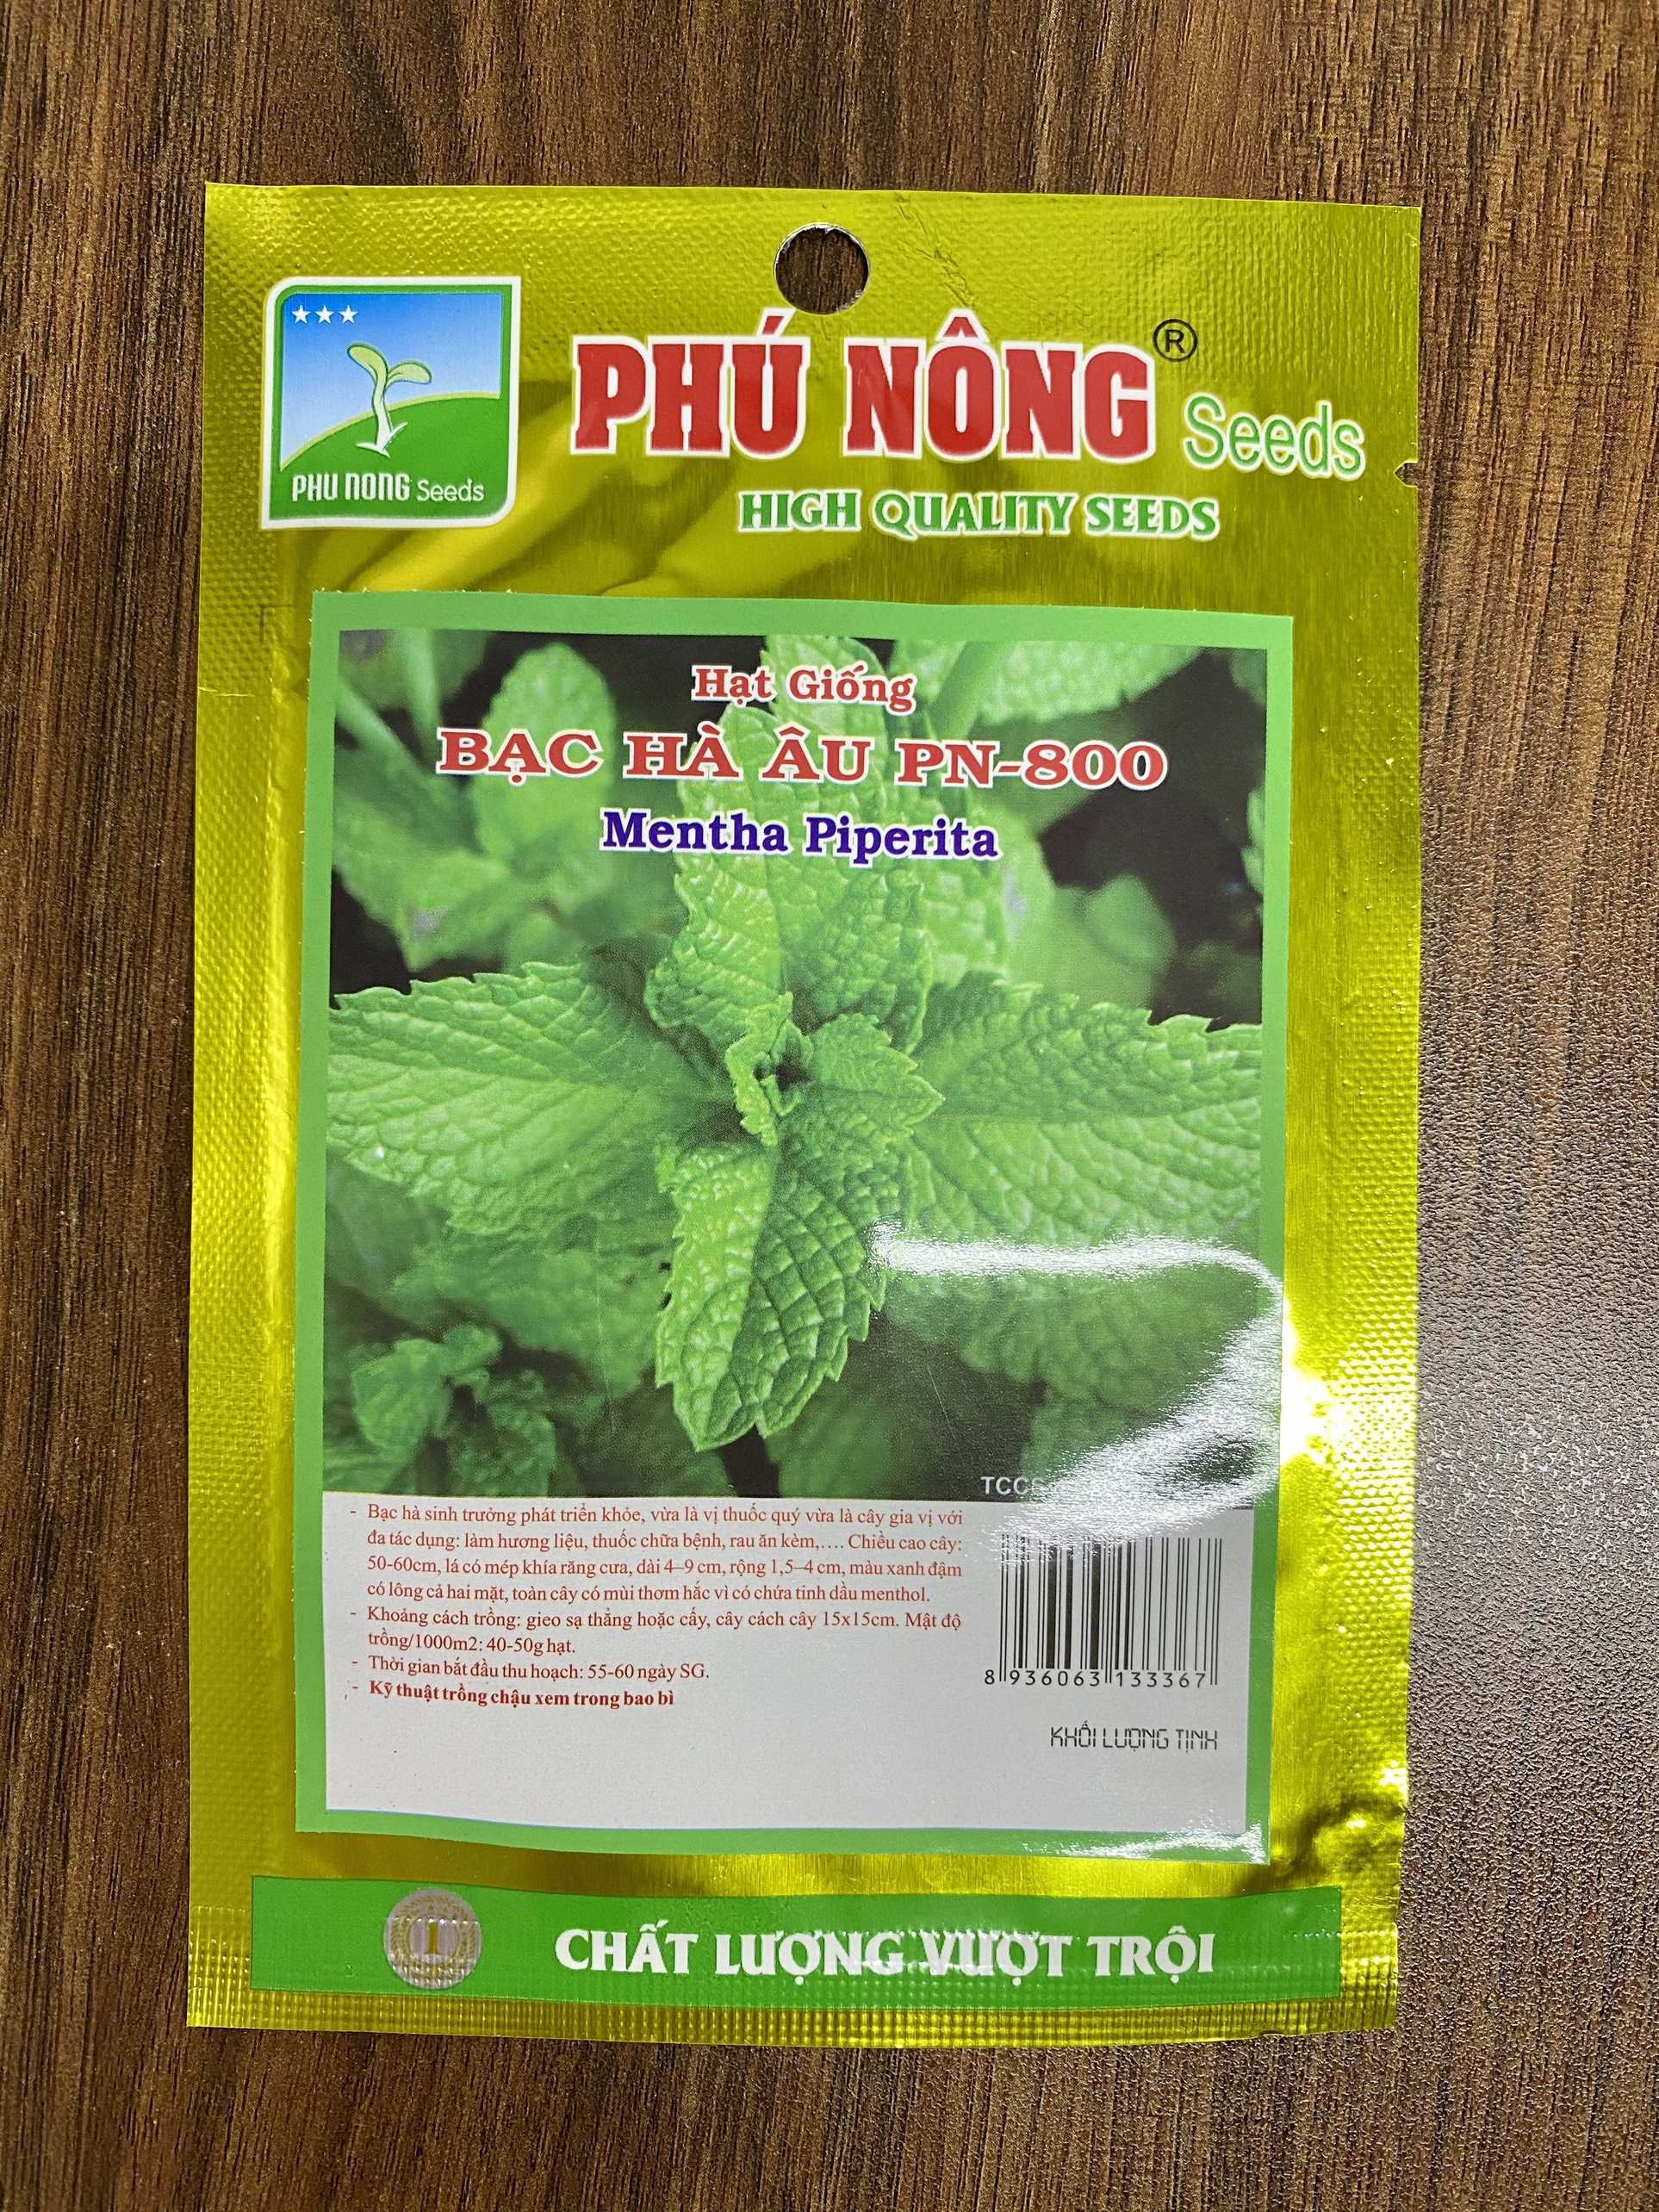 PHÚ NÔNG ® Seeds
HIGH QUALITY SEEDS
PHU NONG Seeds
Hạt Giống
BẠC HÀ ÂU PN-800
Mentha Piperita
- Bạc hà sinh trưởng phát triển khỏe, vừa là vị thuốc quý vừa là cây gia vị với
đa tác dụng: làm hương liệu, thuốc chữa bệnh, rau ăn kèm,.... Chiều cao cây:
50-60cm, lá có mép khía răng cưa, dài 4–9 cm, rộng 1,5–4 cm, màu xanh đậm
có lông cả hai mặt, toàn cây có mùi thơm hắc vì có chứa tinh dầu menthol.
- Khoảng cách trồng: gieo sạ thẳng hoặc cấy, cây cách cây 15x15cm. Mật độ
trồng/1000m2: 40-50g hạt.
- Thời gian bắt đầu thu hoạch: 55-60 ngày SG.
- Kỹ thuật trồng chậu xem trong bao bì
8 936063 133367
KHỐI LƯỢNG TỊNH
1
CHẤT LƯỢNG VƯỢT TRỘI